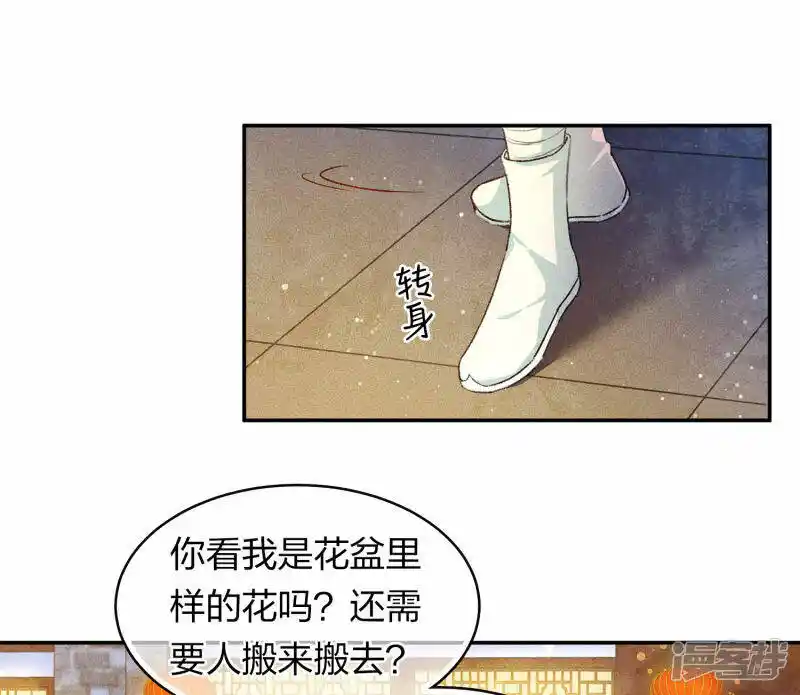 转
身
你看我是花盆里
样的花吗？还需
要人搬来搬去？
漫客栈